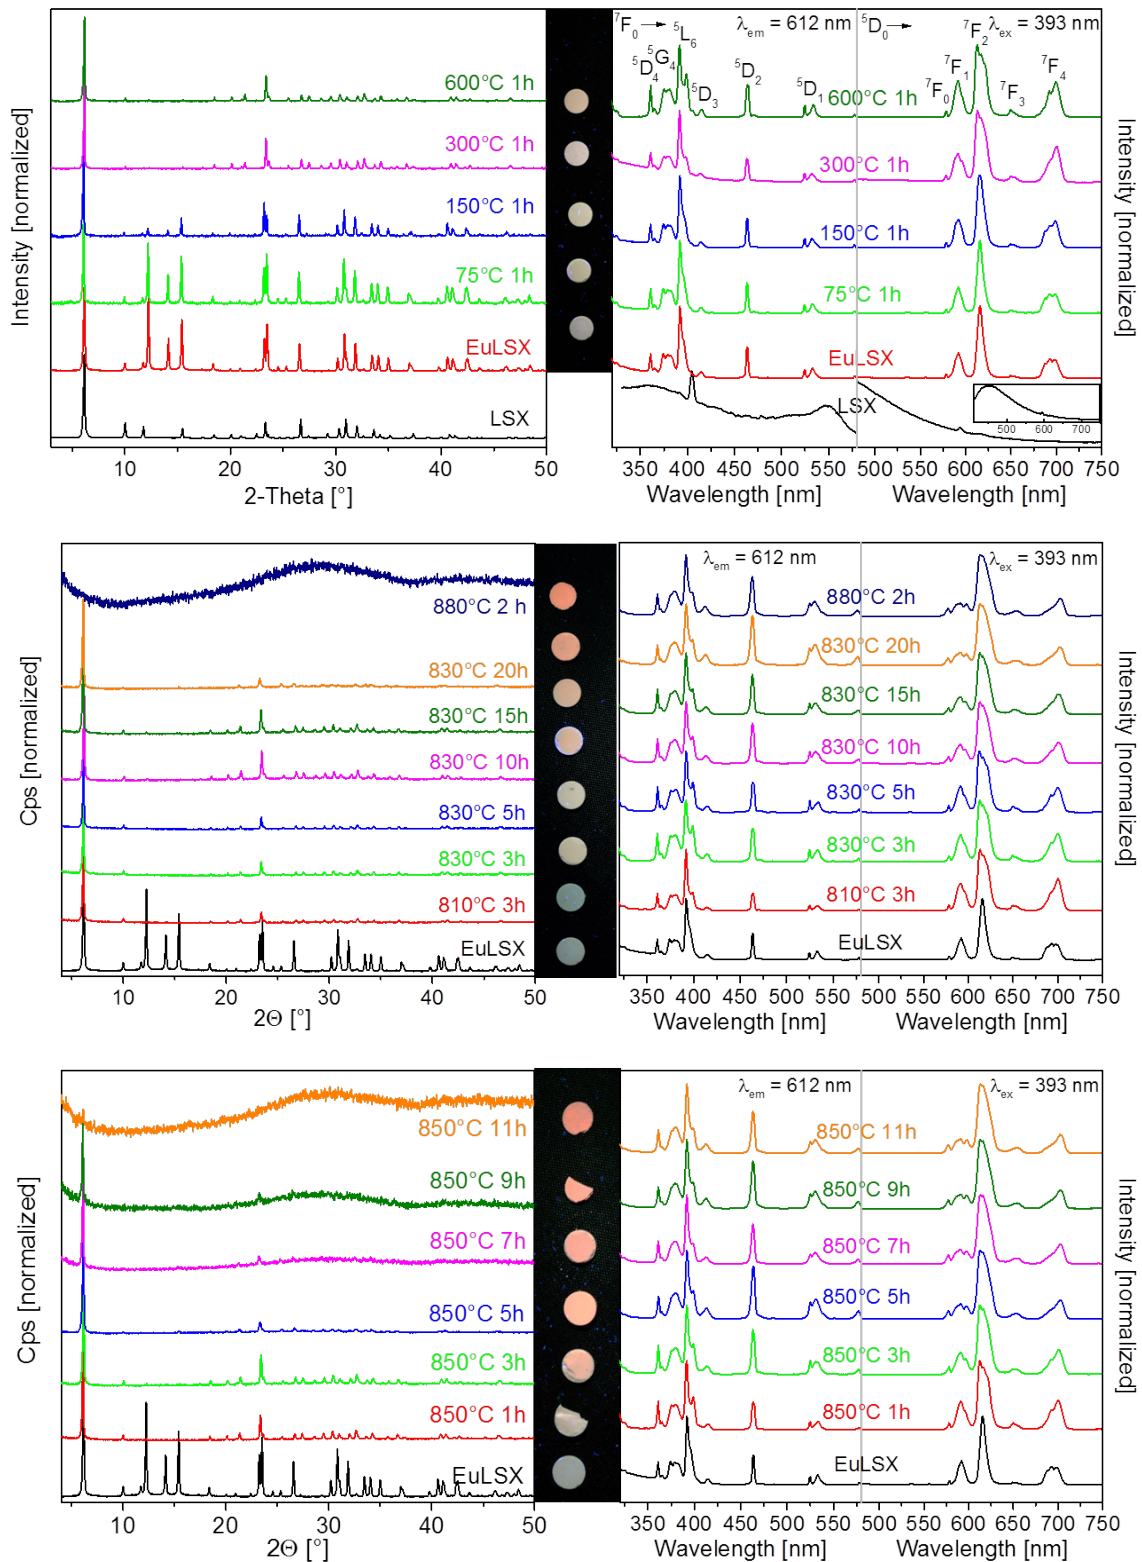 Intensity [normalized]
600°C 1h
300°C 1h
150°C 1h
75°C 1h
EuLSX
LSX
10 20 30 40 50
2-Theta [°]
⁷F₀ → ⁵L₆ λem = 612 nm
⁵D₄ ⁵G₄ ⁵D₃ ⁵D₂ ⁵D₁
⁵D₀ → ⁷F₂ λex = 393 nm
⁷F₀ ⁷F₁ ⁷F₃ ⁷F₄
600°C 1h
300°C 1h
150°C 1h
75°C 1h
EuLSX
LSX
500 600 700
350 400 450 500 550 500 550 600 650 700 750
Wavelength [nm] Wavelength [nm]
Intensity [normalized]
Cps [normalized]
880°C 2 h
830°C 20h
830°C 15h
830°C 10h
830°C 5h
830°C 3h
810°C 3h
EuLSX
10 20 30 40 50
2Θ [°]
λem = 612 nm λex = 393 nm
880°C 2h
830°C 20h
830°C 15h
830°C 10h
830°C 5h
830°C 3h
810°C 3h
EuLSX
350 400 450 500 550 500 550 600 650 700 750
Wavelength [nm] Wavelength [nm]
Intensity [normalized]
Cps [normalized]
850°C 11h
850°C 9h
850°C 7h
850°C 5h
850°C 3h
850°C 1h
EuLSX
10 20 30 40 50
2Θ [°]
λem = 612 nm λex = 393 nm
850°C 11h
850°C 9h
850°C 7h
850°C 5h
850°C 3h
850°C 1h
EuLSX
350 400 450 500 550 500 550 600 650 700 750
Wavelength [nm] Wavelength [nm]
Intensity [normalized]